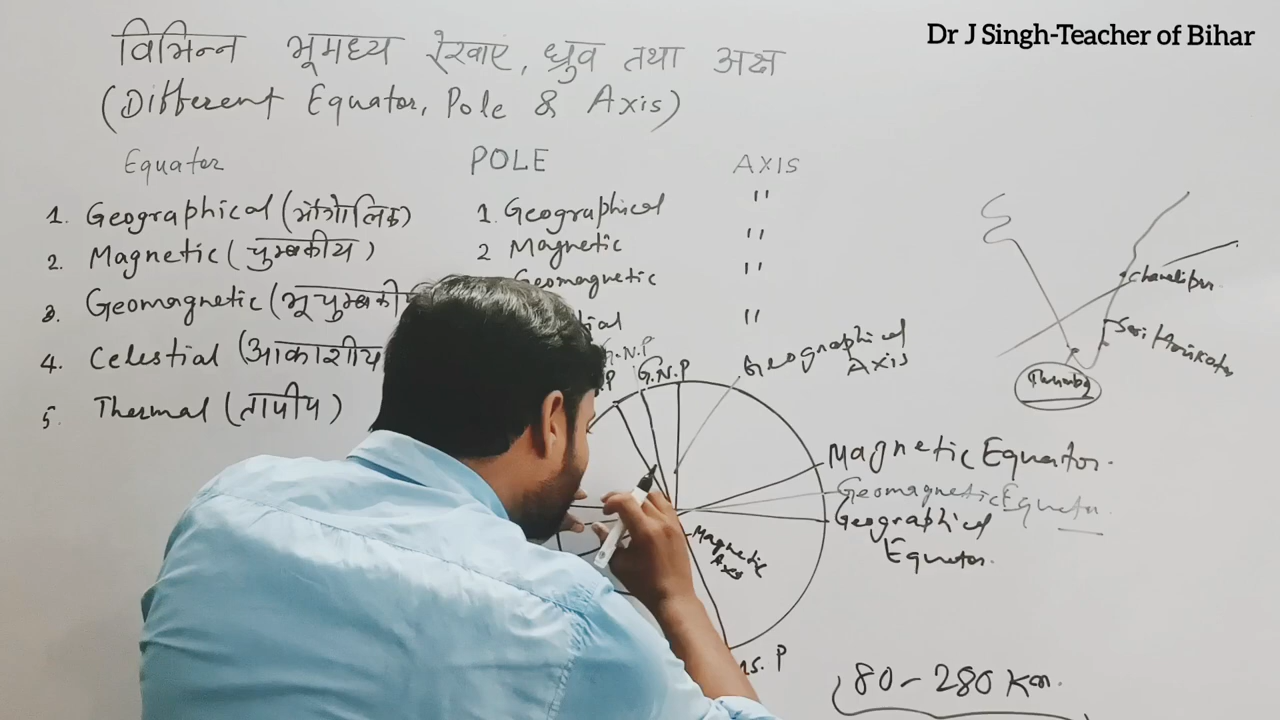 Dr J Singh-Teacher of Bihar
विभिन्न भूमध्य रेखाएं, ध्रुव तथा अक्ष
(Different Equator, Pole & Axis)
Equator POLE AXIS
1. Geographical (भौगोलिक) 1. Geographical "
2. Magnetic (चुम्बकीय) 2 Magnetic "
3. Geomagnetic ( Geomagnetic "
4. Celestial (आकाशीय "
5. Thermal (तापीय)
G.N.P
G.N.P
Geographical
Axis
Magnetic Equator.
Geomagnetic Equator
Geographical
Equator.
Magnetic
Axis
S. P
80-280 Km.
Chandipur